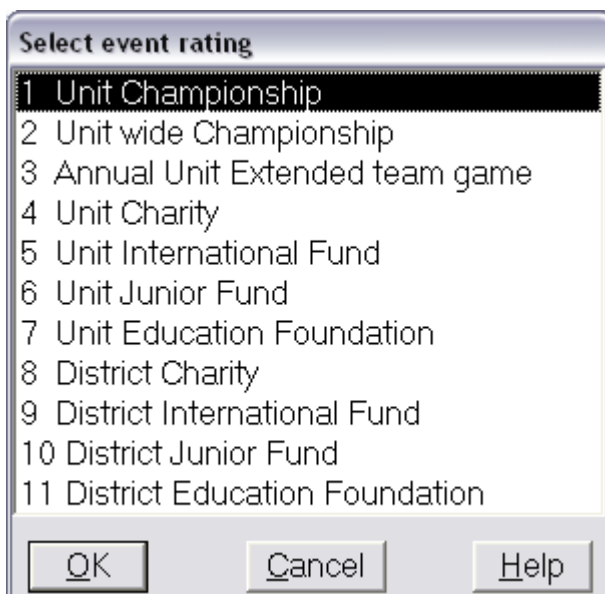 Select event rating
1 Unit Championship
2 Unit wide Championship
3 Annual Unit Extended team game
4 Unit Charity
5 Unit International Fund
6 Unit Junior Fund
7 Unit Education Foundation
8 District Charity
9 District International Fund
10 District Junior Fund
11 District Education Foundation
OK Cancel Help